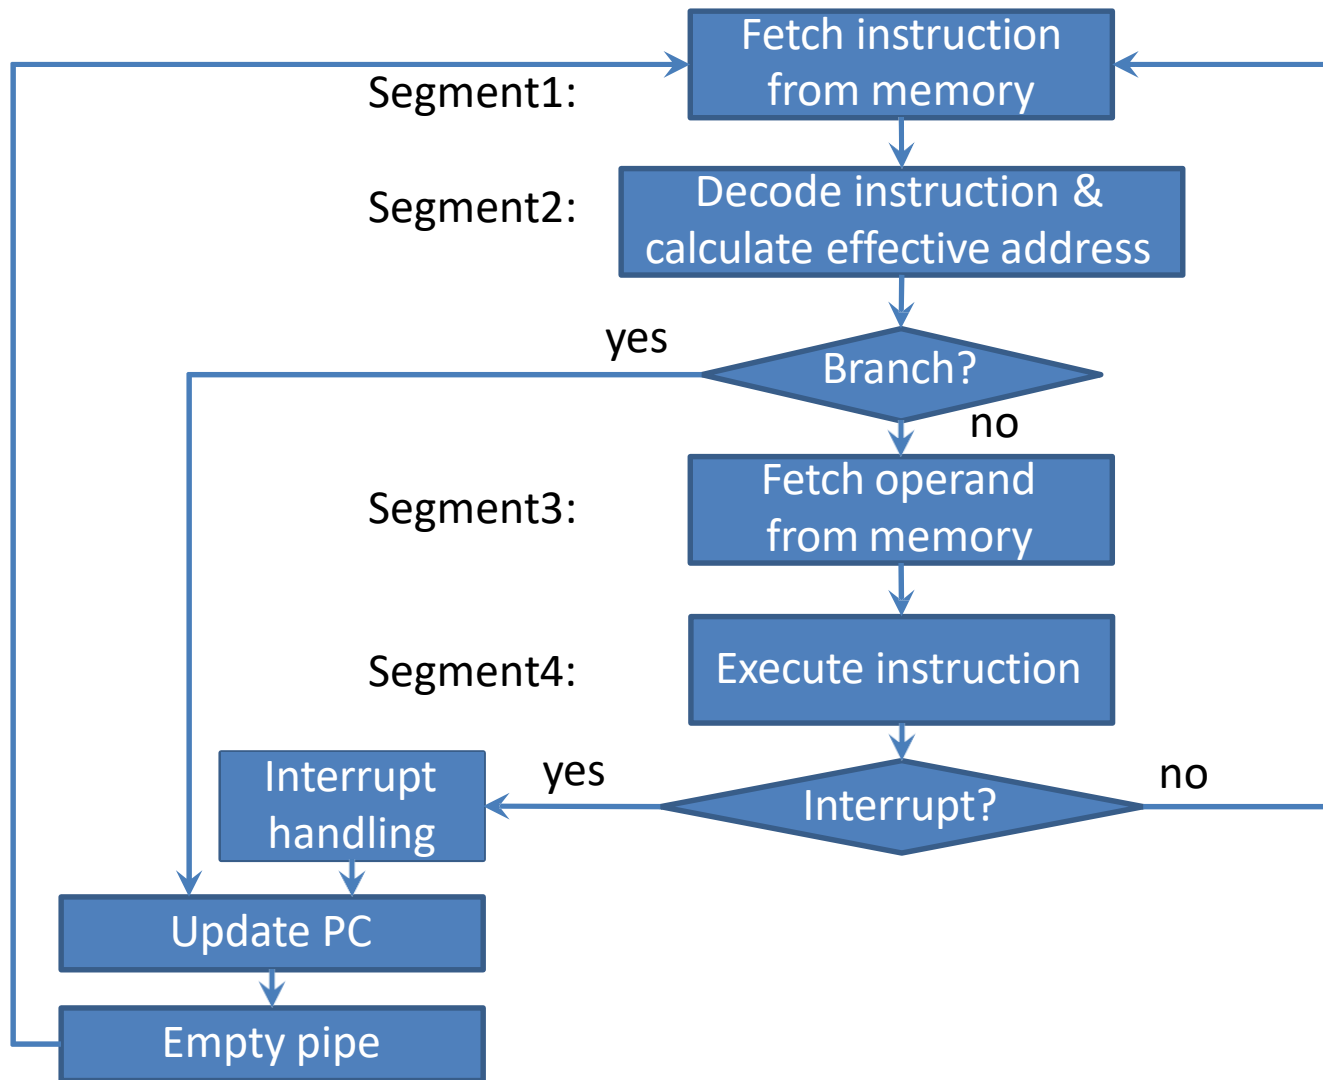 Fetch instruction
from memory
Segment1:
Decode instruction &
calculate effective address
Segment2:
yes
Branch?
no
Fetch operand
from memory
Segment3:
Execute instruction
Segment4:
Interrupt
handling
yes
Interrupt?
no
Update PC
Empty pipe